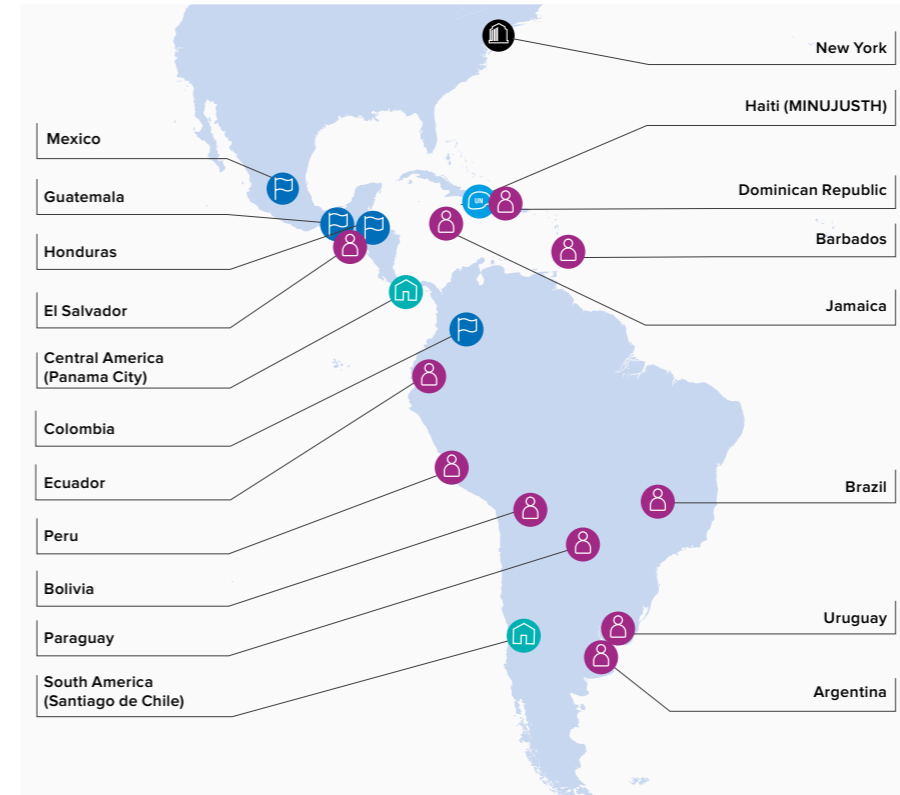 New York
Haiti (MINUJUSTH)
Mexico
Guatemala
Dominican Republic
Barbados
Honduras
El Salvador
Jamaica
Central America
(Panama City)
Colombia
Ecuador
Brazil
Peru
Bolivia
Paraguay
Uruguay
South America
(Santiago de Chile)
Argentina
UN